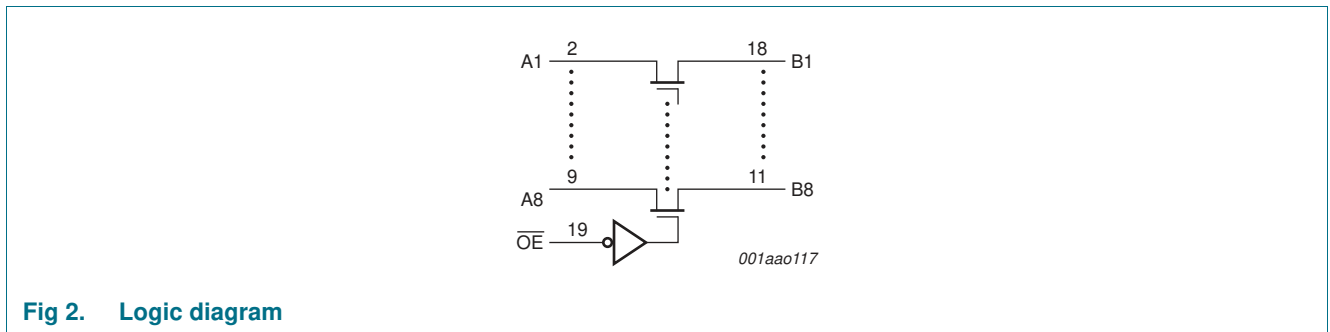 A1 2 18 B1
A8 9 11 B8
OE 19
001aao117
Fig 2. Logic diagram